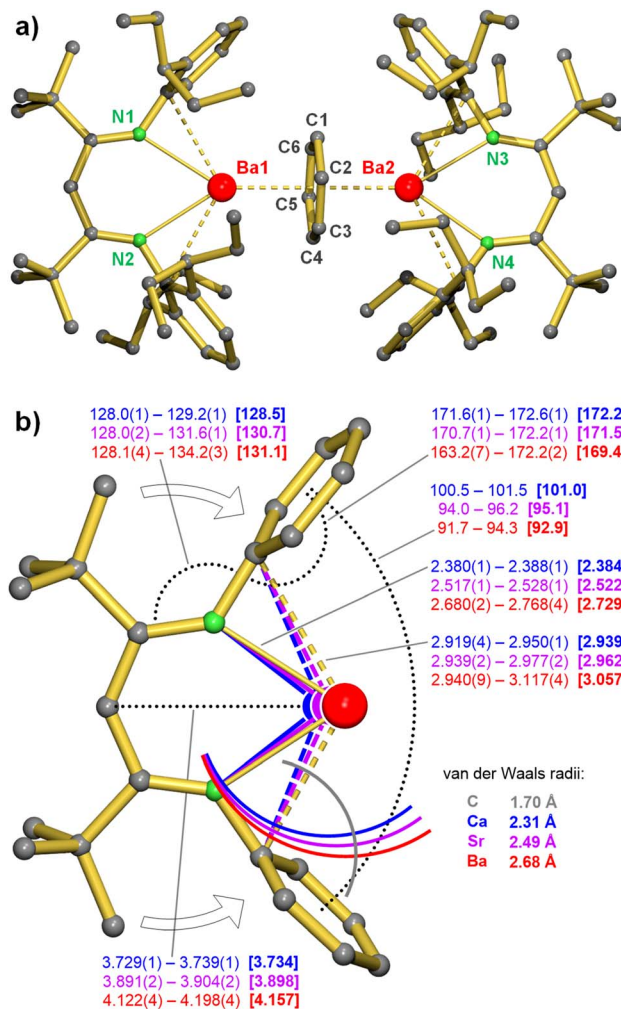 a)
N1
N2
Ba1
C1
C6
C2
C5
C3
C4
Ba2
N3
N4
b)
128.0(1) – 129.2(1) [128.5]
128.0(2) – 131.6(1) [130.7]
128.1(4) – 134.2(3) [131.1]
171.6(1) – 172.6(1) [172.2
170.7(1) – 172.2(1) [171.5
163.2(7) – 172.2(2) [169.4
100.5 – 101.5 [101.0]
94.0 – 96.2 [95.1]
91.7 – 94.3 [92.9]
2.380(1) – 2.388(1) [2.384
2.517(1) – 2.528(1) [2.522
2.680(2) – 2.768(4) [2.729
2.919(4) – 2.950(1) [2.939
2.939(2) – 2.977(2) [2.962
2.940(9) – 3.117(4) [3.057
van der Waals radii:
C 1.70 Å
Ca 2.31 Å
Sr 2.49 Å
Ba 2.68 Å
3.729(1) – 3.739(1) [3.734]
3.891(2) – 3.904(2) [3.898]
4.122(4) – 4.198(4) [4.157]